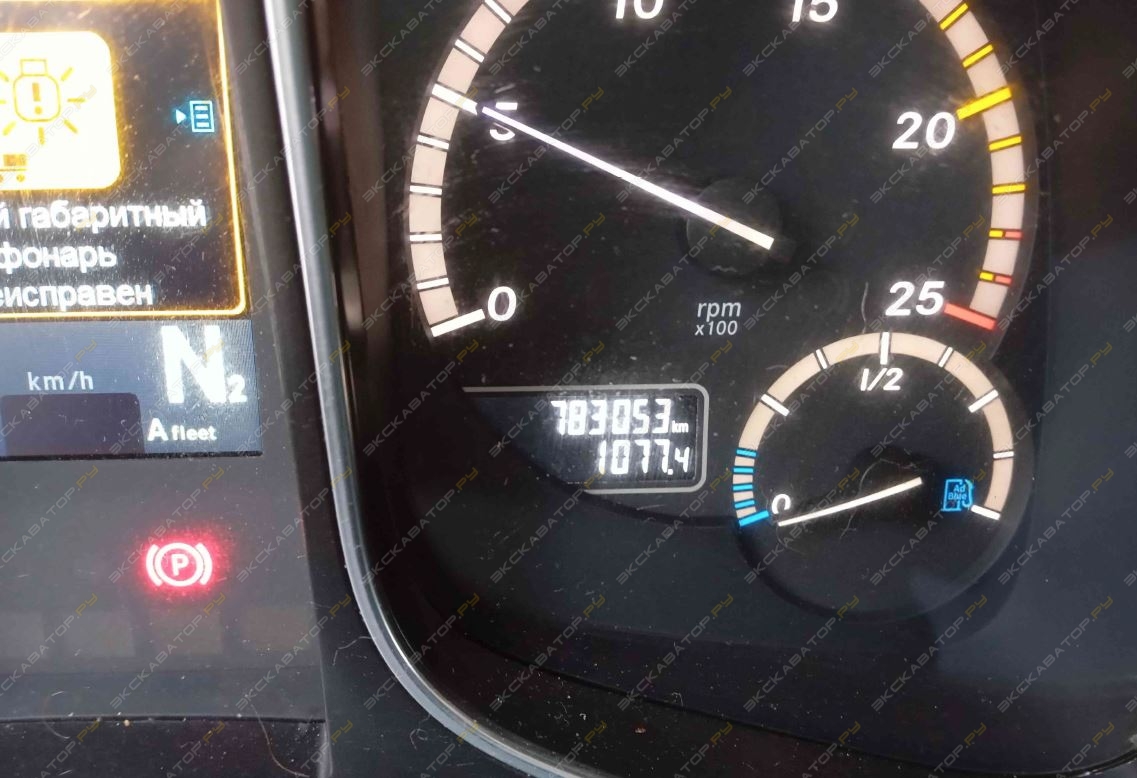 10
15
5
20
габаритный
фонарь
0
25
rpm
x100
km/h
N2
A fleet
1/2
783053 km
1077.4
0
Ad
Blue
P
ЭКСКАВАТОР.РУ